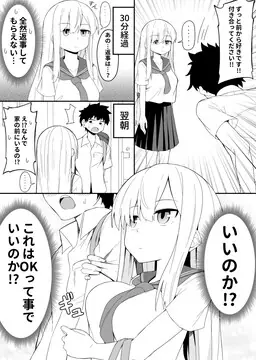 ずっと前から好きです!!
付き合ってください!!
………
30分経過
あの…返事は…?
………
全然返事して
もらえない…
翌朝
え!?なんで
家の前にいるの!?
………
いいのか!?
ぎゅ…
これはOKって事で
いいのか!?